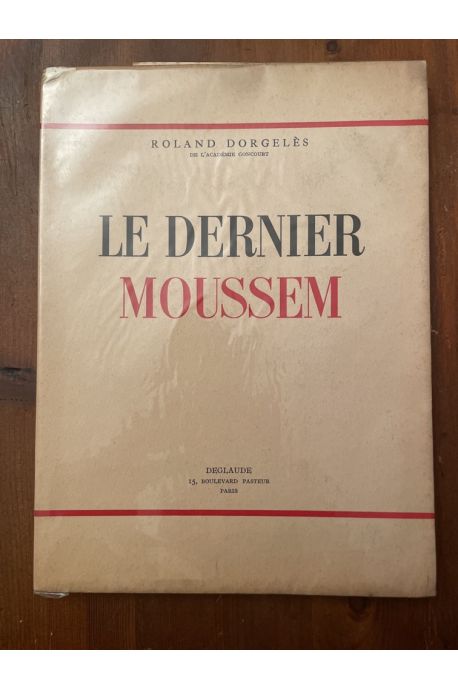 ROLAND DORGELÈS
DE L'ACADÉMIE GONCOURT
LE DERNIER
MOUSSEM
DEGLAUDE
15, BOULEVARD PASTEUR
PARIS